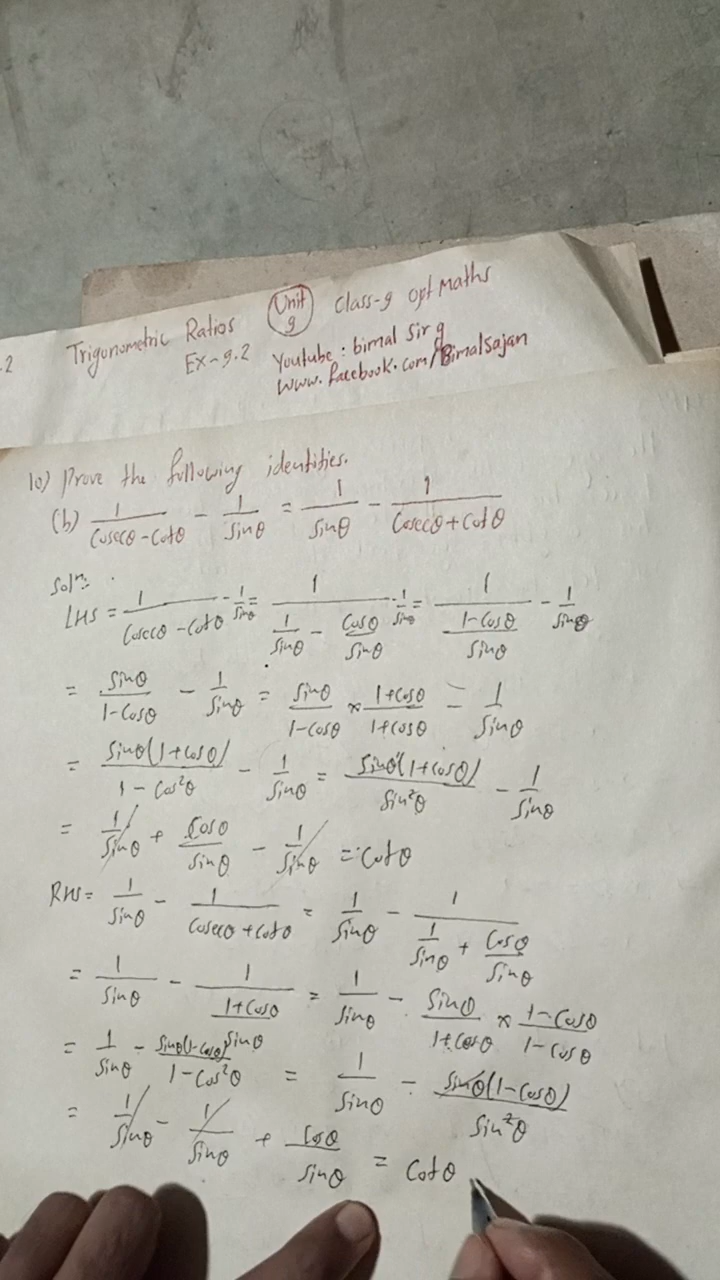 .2 Trigonometric Ratios Unit 9 Class-9 opt maths
Ex-9.2 Youtube: bimal Sir g
www.facebook.com/Bimalsajan
10) Prove the following identities.
(b) 1/(Cosecθ - Cotθ) - 1/Sinθ = 1/Sinθ - 1/(Cosecθ + Cotθ)
Solⁿ:
LHS = 1/(Cosecθ - Cotθ) - 1/Sinθ = 1/(1/Sinθ - Cosθ/Sinθ) - 1/Sinθ = 1/((1-Cosθ)/Sinθ) - 1/Sinθ
= Sinθ/(1-Cosθ) - 1/Sinθ = Sinθ/(1-Cosθ) × (1+Cosθ)/(1+Cosθ) - 1/Sinθ
= Sinθ(1+Cosθ)/(1-Cos²θ) - 1/Sinθ = Sinθ(1+Cosθ)/Sin²θ - 1/Sinθ
= 1/Sinθ + Cosθ/Sinθ - 1/Sinθ = Cotθ
RHS = 1/Sinθ - 1/(Cosecθ + Cotθ) = 1/Sinθ - 1/(1/Sinθ + Cosθ/Sinθ)
= 1/Sinθ - 1/((1+Cosθ)/Sinθ) = 1/Sinθ - Sinθ/(1+Cosθ) × (1-Cosθ)/(1-Cosθ)
= 1/Sinθ - Sinθ(1-Cosθ)/(1-Cos²θ) = 1/Sinθ - Sinθ(1-Cosθ)/Sin²θ
= 1/Sinθ - 1/Sinθ + Cosθ/Sinθ = Cotθ